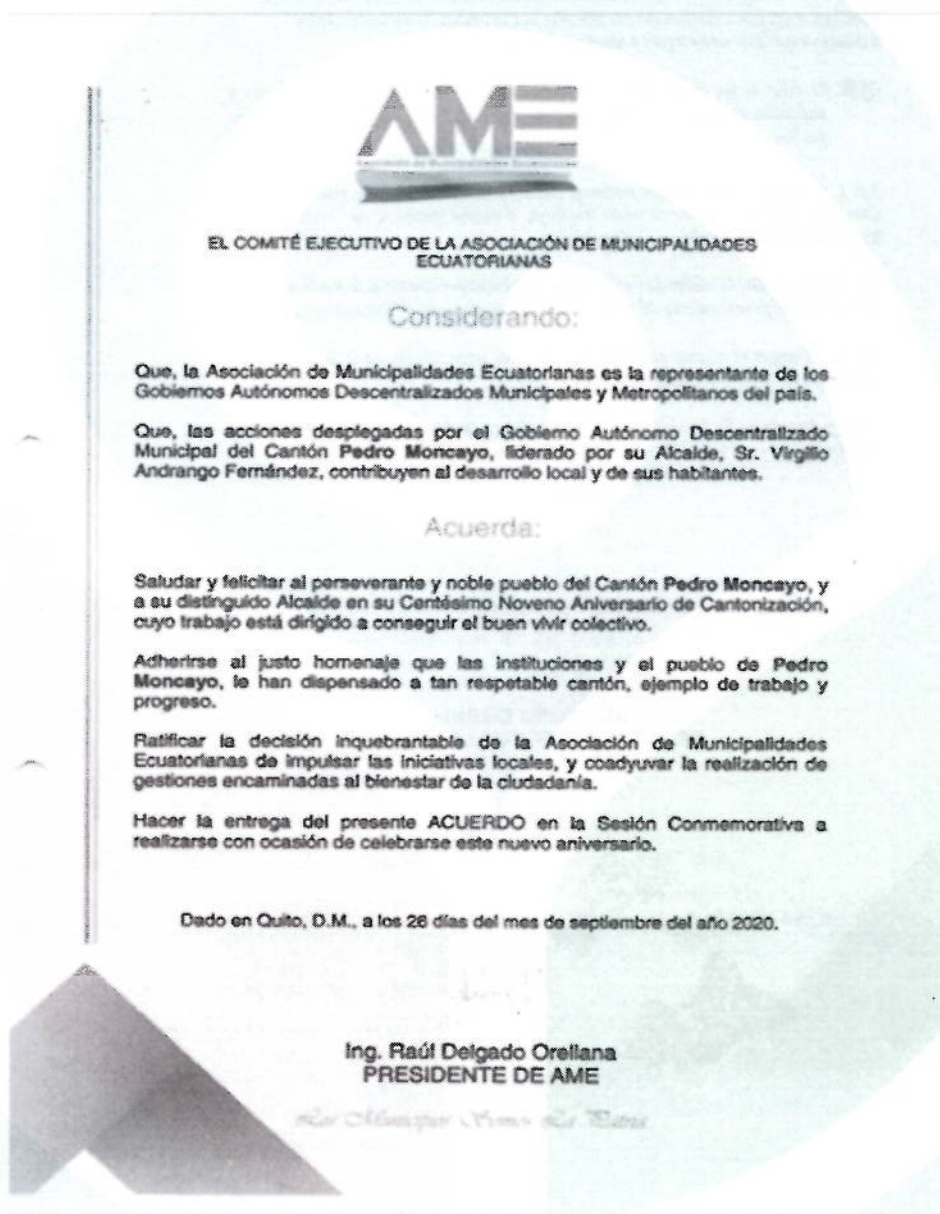 AME
EL COMITÉ EJECUTIVO DE LA ASOCIACIÓN DE MUNICIPALIDADES
ECUATORIANAS
Considerando:
Que, la Asociación de Municipalidades Ecuatorianas es la representante de los
Gobiernos Autónomos Descentralizados Municipales y Metropolitanos del país.
Que, las acciones desplegadas por el Gobierno Autónomo Descentralizado
Municipal del Cantón Pedro Moncayo, liderado por su Alcalde, Sr. Virgilio
Andrango Fernández, contribuyen al desarrollo local y de sus habitantes.
Acuerda:
Saludar y felicitar al perseverante y noble pueblo del Cantón Pedro Moncayo, y
a su distinguido Alcalde en su Centésimo Noveno Aniversario de Cantonización,
cuyo trabajo está dirigido a conseguir el buen vivir colectivo.
Adherirse al justo homenaje que las instituciones y el pueblo de Pedro
Moncayo, le han dispensado a tan respetable cantón, ejemplo de trabajo y
progreso.
Ratificar la decisión inquebrantable de la Asociación de Municipalidades
Ecuatorianas de impulsar las iniciativas locales, y coadyuvar la realización de
gestiones encaminadas al bienestar de la ciudadanía.
Hacer la entrega del presente ACUERDO en la Sesión Conmemorativa a
realizarse con ocasión de celebrarse este nuevo aniversario.
Dado en Quito, D.M., a los 26 días del mes de septiembre del año 2020.
Ing. Raúl Delgado Orellana
PRESIDENTE DE AME
Los Municipios Somos La Patria